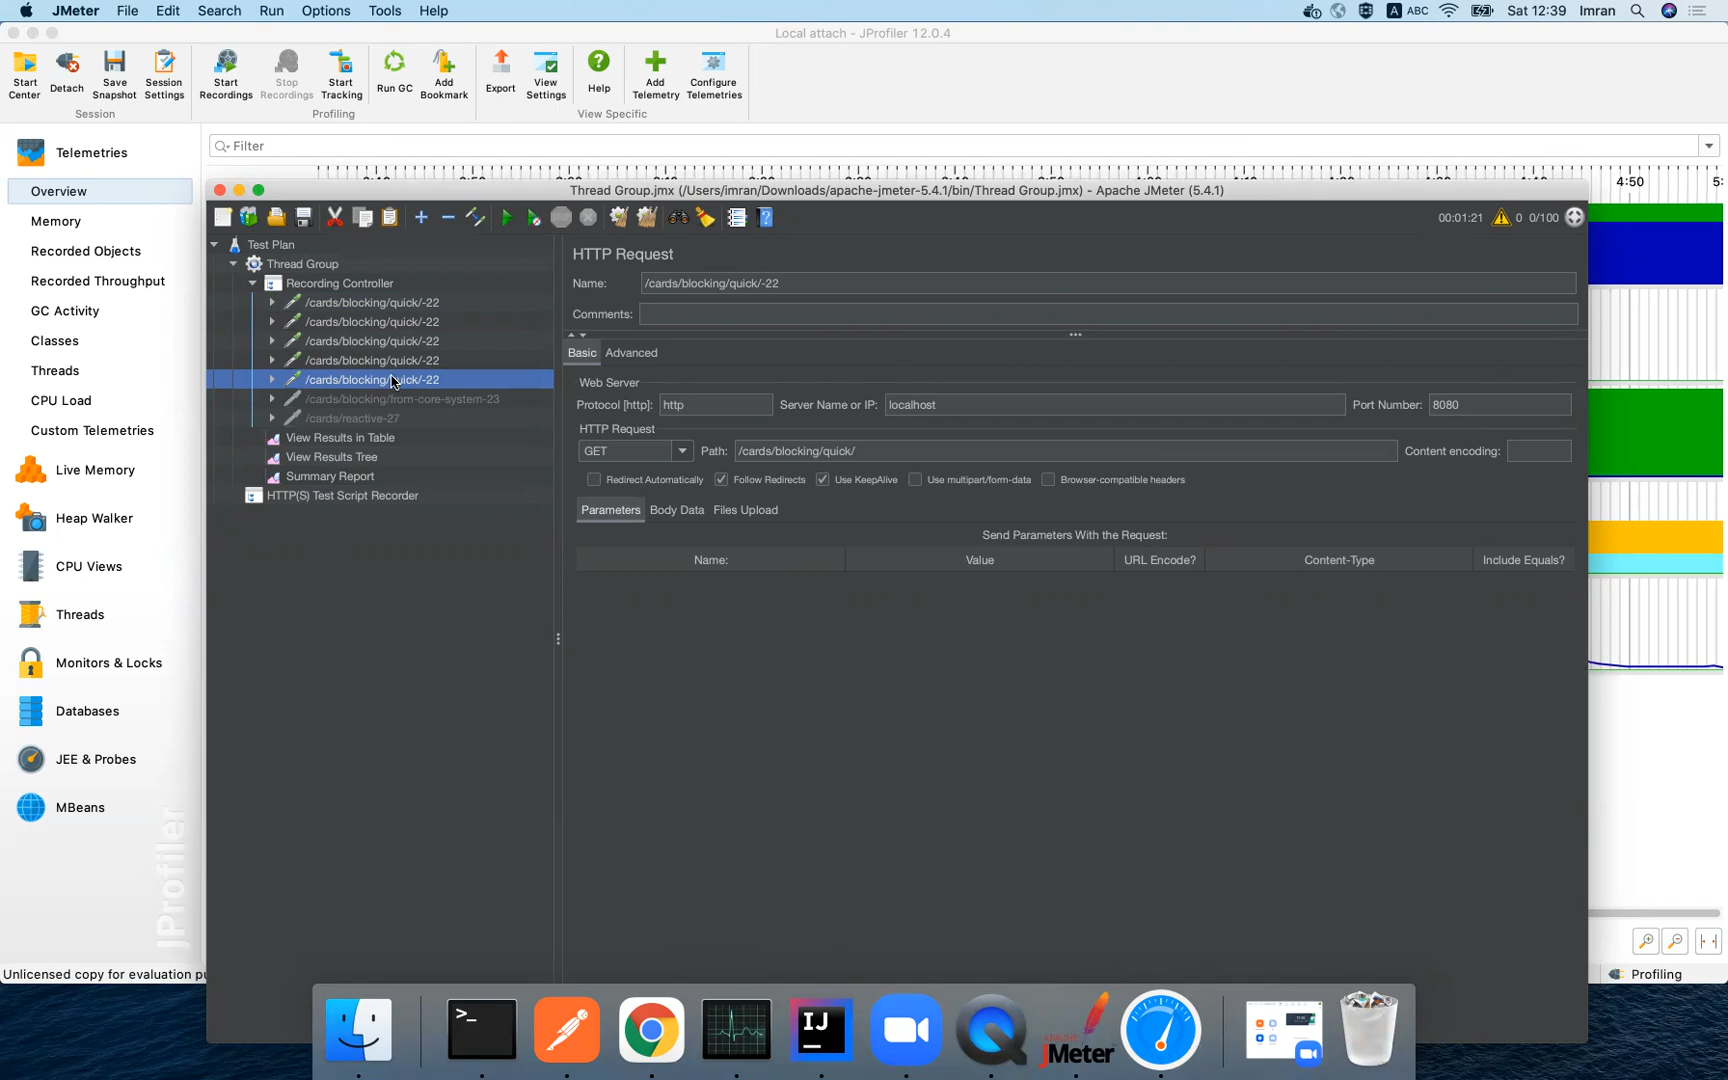 JMeter File Edit Search Run Options Tools Help
A ABC Sat 12:39 Imran
Local attach - JProfiler 12.0.4
Start Center
Detach
Save Snapshot
Session Settings
Start Recordings
Stop Recordings
Start Tracking
Run GC
Add Bookmark
Export
View Settings
Help
Add Telemetry
Configure Telemetries
Session
Profiling
View Specific
Telemetries
Filter
Overview
Memory
Recorded Objects
Recorded Throughput
GC Activity
Classes
Threads
CPU Load
Custom Telemetries
Live Memory
Heap Walker
CPU Views
Threads
Monitors & Locks
Databases
JEE & Probes
MBeans
JProfiler
Unlicensed copy for evaluation pu
4:50
5:
Profiling
Thread Group.jmx (/Users/imran/Downloads/apache-jmeter-5.4.1/bin/Thread Group.jmx) - Apache JMeter (5.4.1)
00:01:21 0 0/100
Test Plan
Thread Group
Recording Controller
/cards/blocking/quick/-22
/cards/blocking/quick/-22
/cards/blocking/quick/-22
/cards/blocking/quick/-22
/cards/blocking/quick/-22
/cards/blocking/from-core-system-23
/cards/reactive-27
View Results in Table
View Results Tree
Summary Report
HTTP(S) Test Script Recorder
HTTP Request
Name: /cards/blocking/quick/-22
Comments:
Basic Advanced
Web Server
Protocol [http]: http Server Name or IP: localhost Port Number: 8080
HTTP Request
GET Path: /cards/blocking/quick/ Content encoding:
Redirect Automatically Follow Redirects Use KeepAlive Use multipart/form-data Browser-compatible headers
Parameters Body Data Files Upload
Send Parameters With the Request:
Name: Value URL Encode? Content-Type Include Equals?
IJ
JMeter